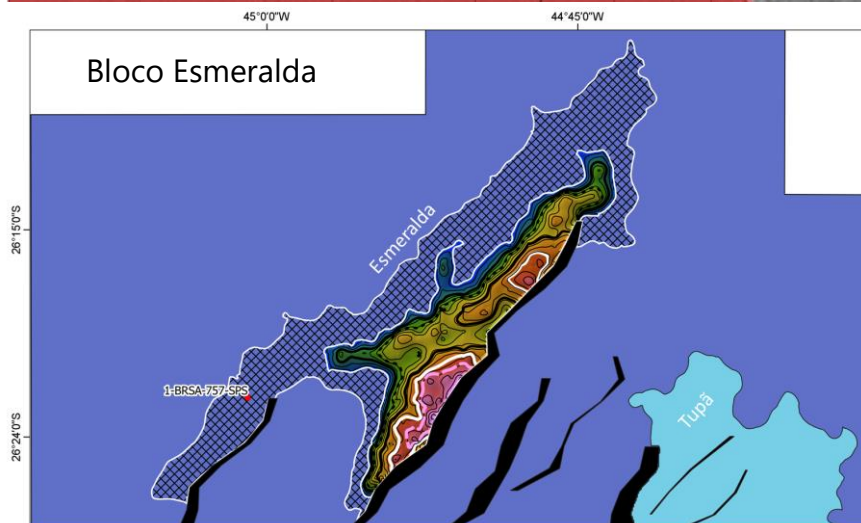 45°0'0"W
44°45'0"W
Bloco Esmeralda
26°15'0"S
Esmeralda
1-BRSA-757-SPS
Tupã
26°24'0"S